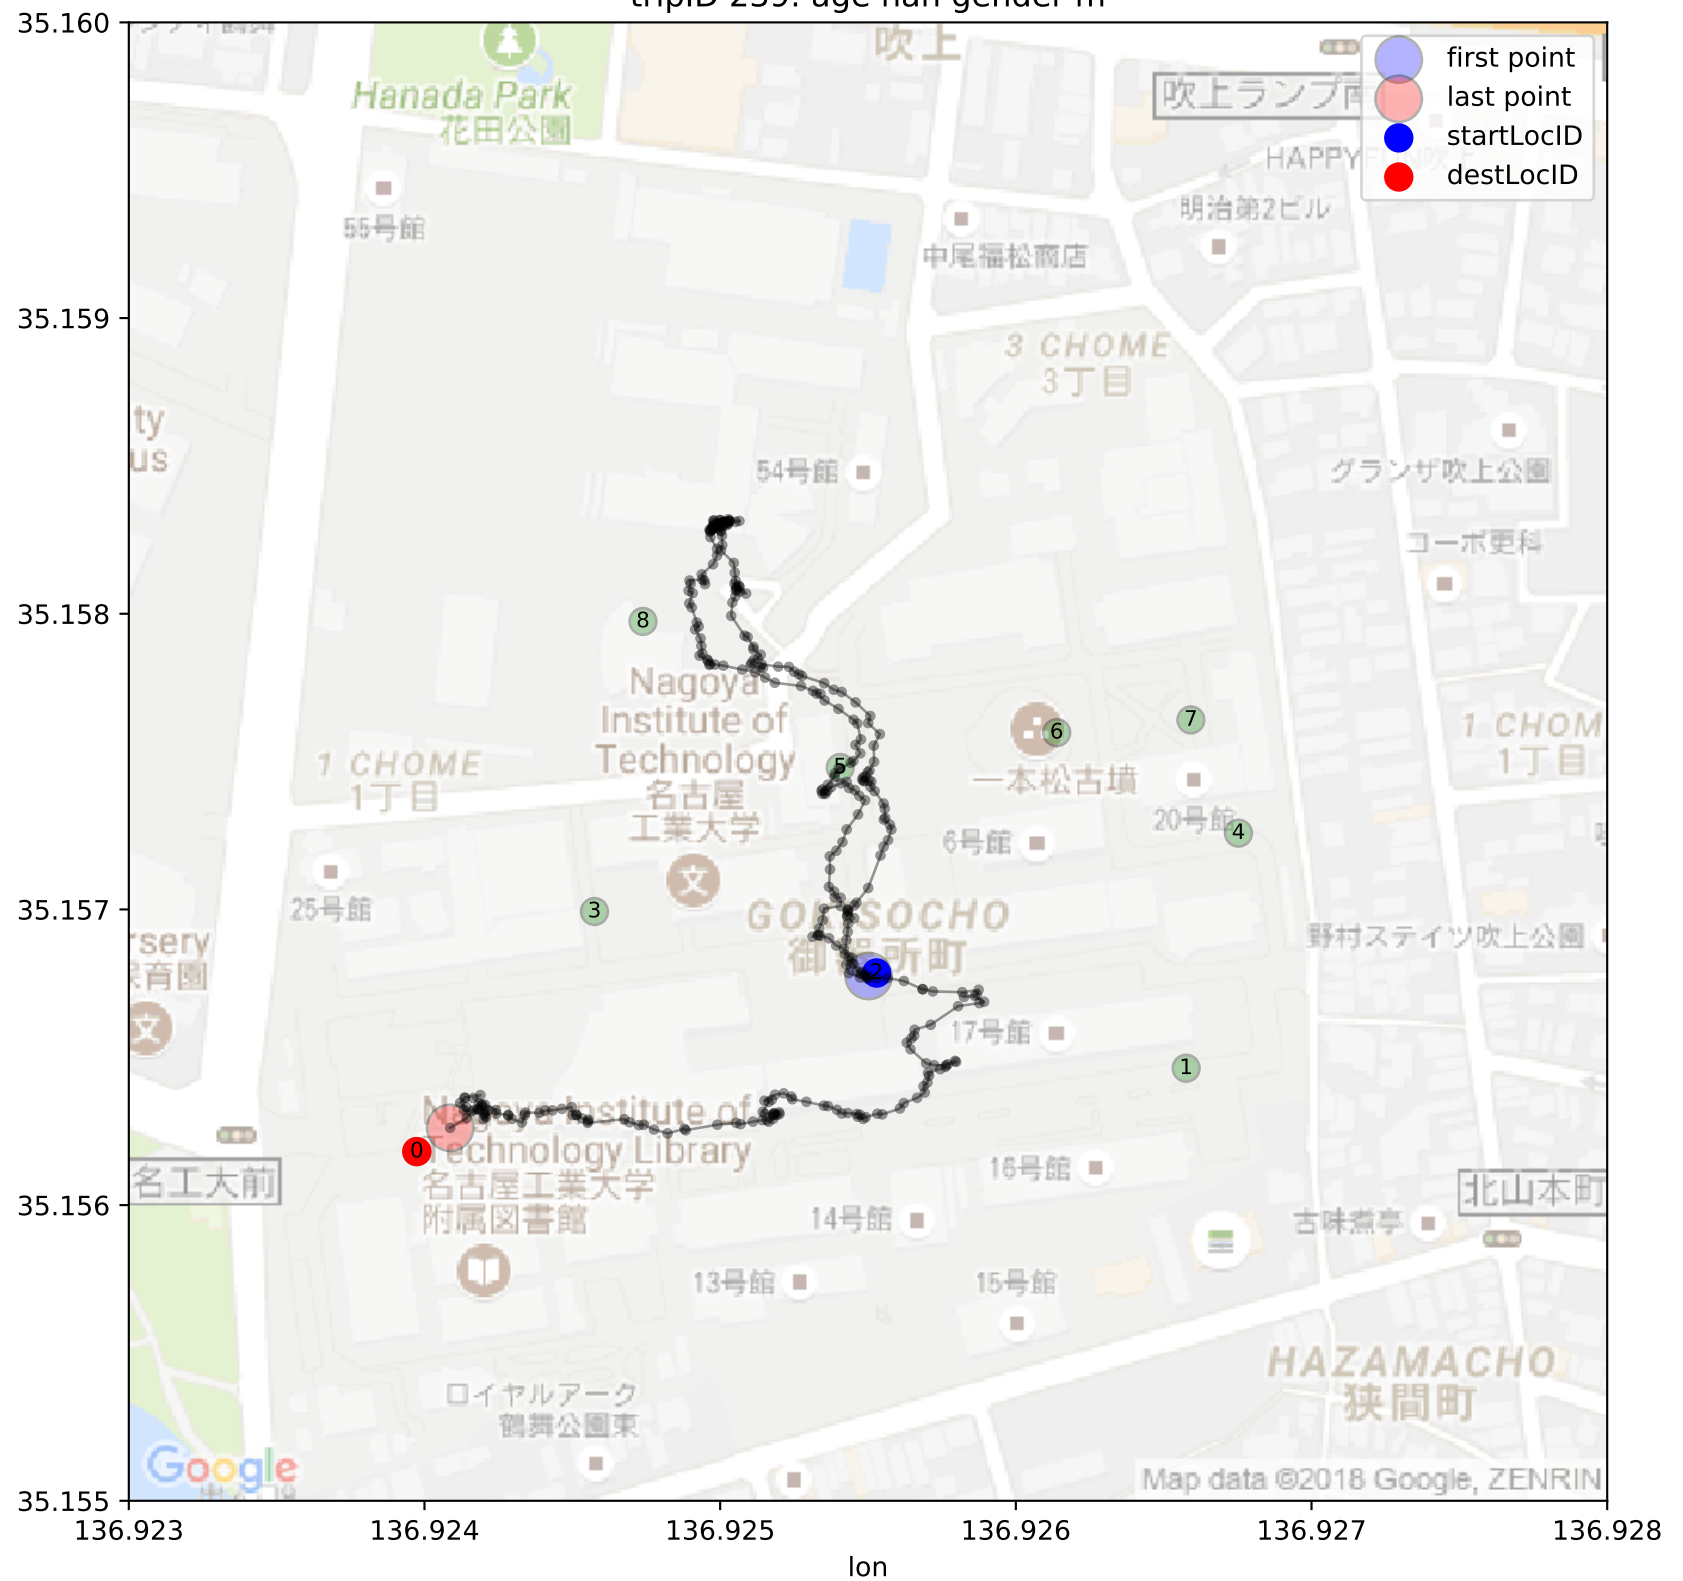 35.160
35.159
35.158
35.157
35.156
35.155
136.923
136.924
136.925
136.926
136.927
136.928
lon
first point
last point
startLocID
destLocID
吹上
Hanada Park
花田公園
吹上ランプ南
55号館
明治第2ビル
中尾福松商店
3 CHOME
3丁目
ty
us
54号館
グランザ吹上公園
コーポ更科
8
Nagoya
Institute of
Technology
名古屋
工業大学
1 CHOME
1丁目
5
6
7
一本松古墳
1 CHOM
1丁目
20号館
4
6号館
25号館
3
GOKISOCHO
御器所町
野村ステイツ吹上公園
rsery
保育園
2
17号館
1
Nagoya Institute of
Technology Library
名古屋工業大学
附属図書館
0
名工大前
16号館
北山本町
14号館
古味煮亭
13号館
15号館
HAZAMACHO
狭間町
ロイヤルアーク
鶴舞公園東
Google
Map data ©2018 Google, ZENRIN